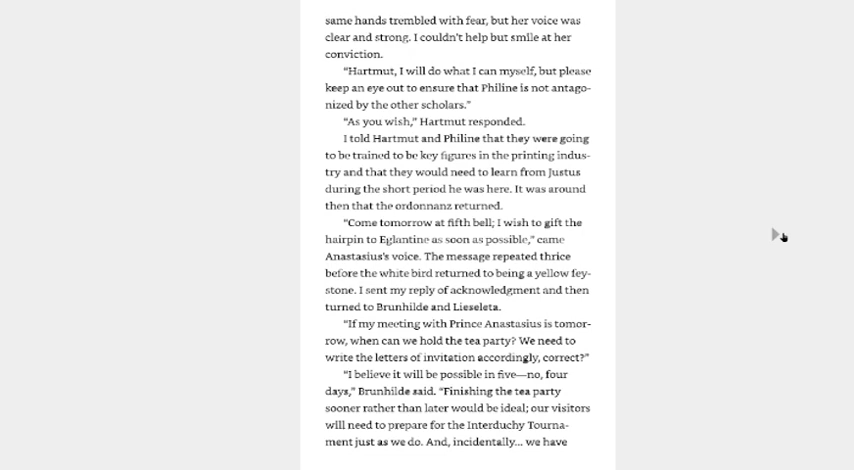 same hands trembled with fear, but her voice was
clear and strong. I couldn't help but smile at her
conviction.
“Hartmut, I will do what I can myself, but please
keep an eye out to ensure that Philine is not antago-
nized by the other scholars.”
“As you wish,” Hartmut responded.
I told Hartmut and Philine that they were going
to be trained to be key figures in the printing indus-
try and that they would need to learn from Justus
during the short period he was here. It was around
then that the ordonnanz returned.
“Come tomorrow at fifth bell; I wish to gift the
hairpin to Eglantine as soon as possible,” came
Anastasius's voice. The message repeated thrice
before the white bird returned to being a yellow fey-
stone. I sent my reply of acknowledgment and then
turned to Brunhilde and Lieseleta.
“If my meeting with Prince Anastasius is tomor-
row, when can we hold the tea party? We need to
write the letters of invitation accordingly, correct?”
“I believe it will be possible in five—no, four
days,” Brunhilde said. “Finishing the tea party
sooner rather than later would be ideal; our visitors
will need to prepare for the Interduchy Tourna-
ment just as we do. And, incidentally... we have